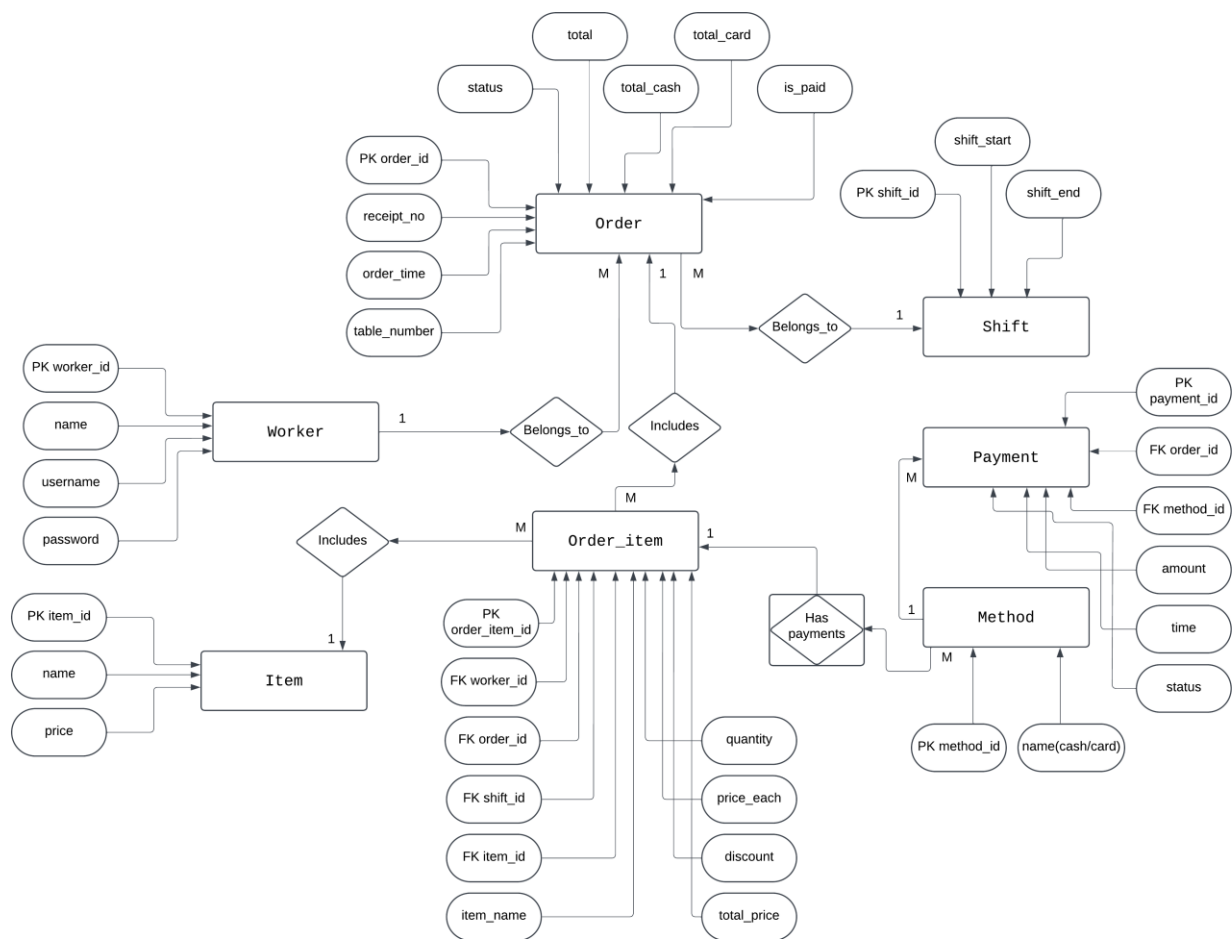 total
total_card
status
total_cash
is_paid
shift_start
PK order_id
PK shift_id
shift_end
receipt_no
Order
order_time
M
1
M
table_number
Belongs_to
1
Shift
PK worker_id
PK
payment_id
name
1
Worker
Belongs_to
Includes
Payment
FK order_id
username
M
M
FK method_id
password
Includes
M
Order_item
1
amount
PK item_id
PK
order_item_id
Has
payments
1
Method
time
1
M
name
Item
FK worker_id
status
price
FK order_id
quantity
PK method_id
name(cash/card)
FK shift_id
price_each
FK item_id
discount
item_name
total_price